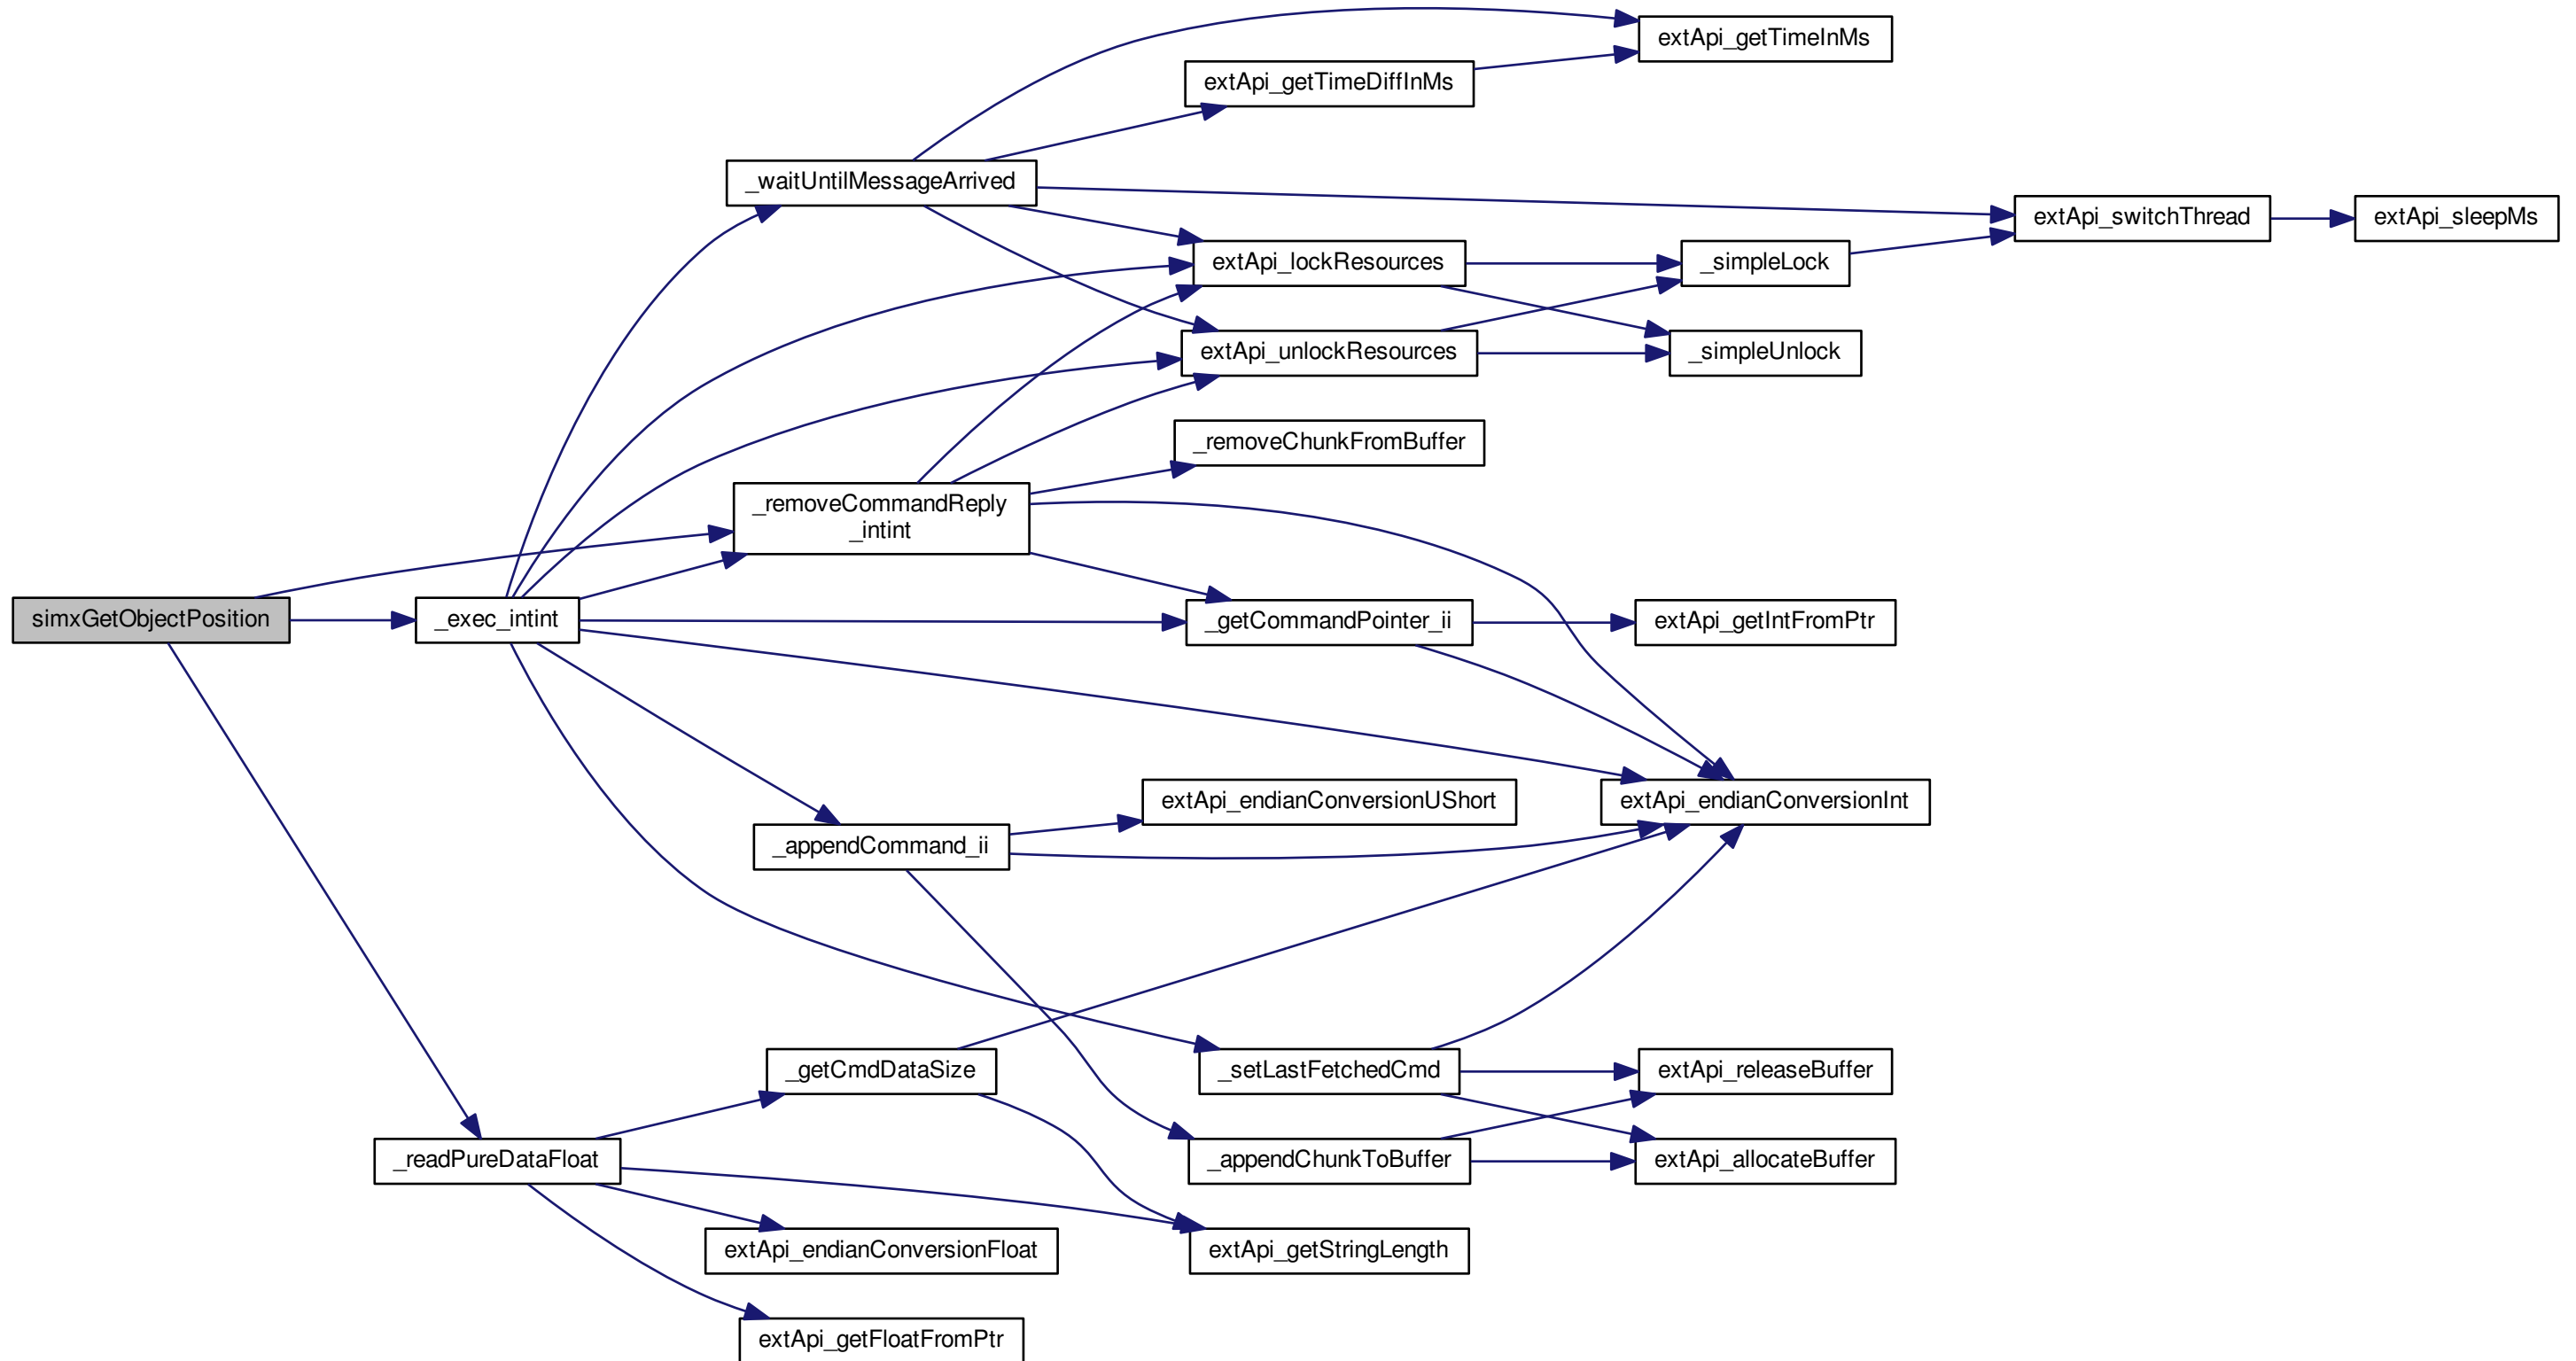 extApi_getTimeInMs
extApi_getTimeDiffInMs
_waitUntilMessageArrived
extApi_switchThread
extApi_sleepMs
extApi_lockResources
_simpleLock
extApi_unlockResources
_simpleUnlock
_removeChunkFromBuffer
_removeCommandReply
_intint
simxGetObjectPosition
_exec_intint
_getCommandPointer_ii
extApi_getIntFromPtr
extApi_endianConversionUShort
extApi_endianConversionInt
_appendCommand_ii
_getCmdDataSize
_setLastFetchedCmd
extApi_releaseBuffer
_readPureDataFloat
_appendChunkToBuffer
extApi_allocateBuffer
extApi_endianConversionFloat
extApi_getStringLength
extApi_getFloatFromPtr